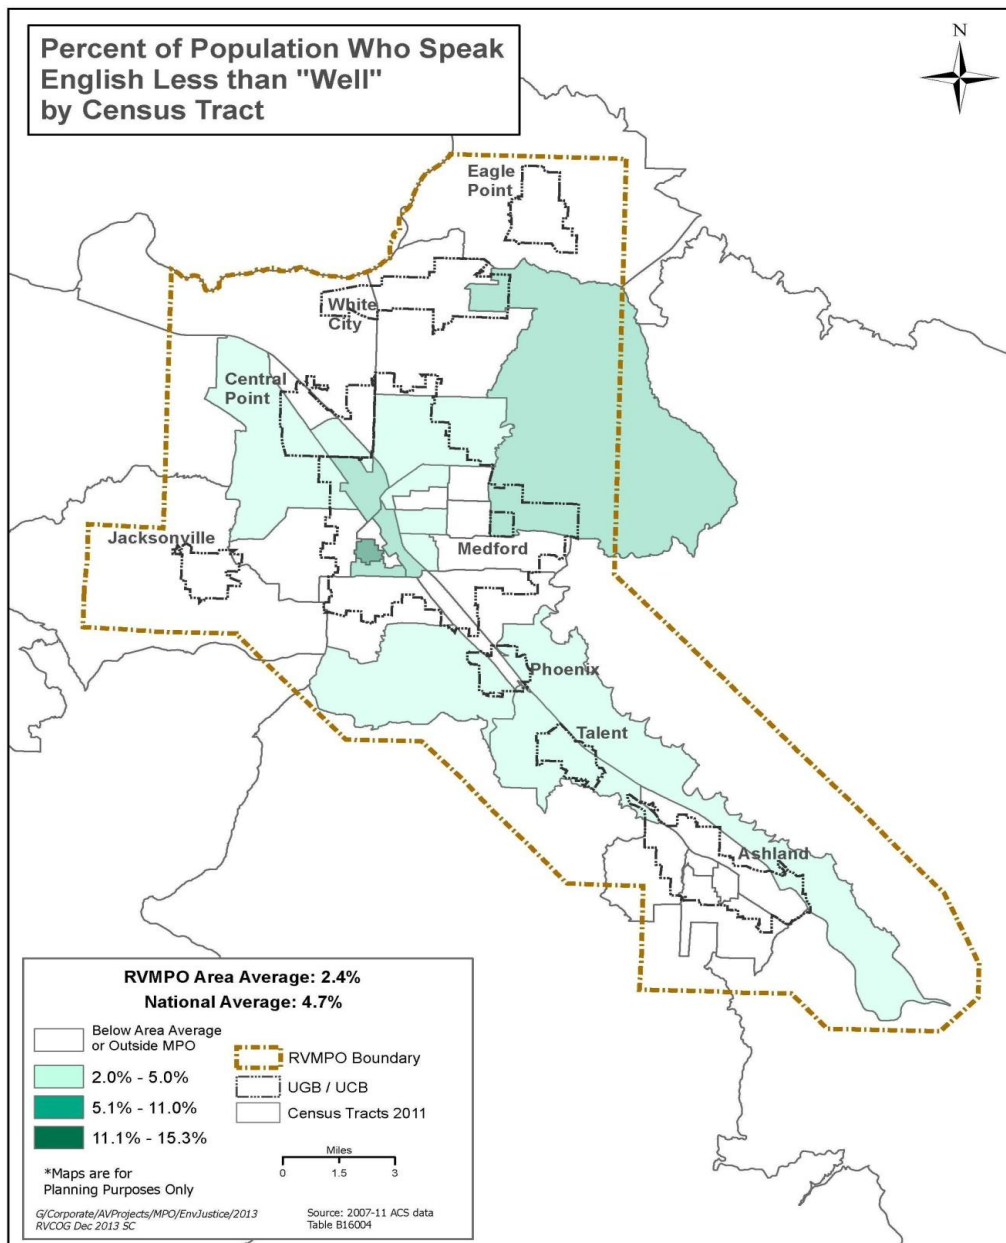 Percent of Population Who Speak
English Less than "Well"
by Census Tract
N
Eagle
Point
White
City
Central
Point
Jacksonville
Medford
Phoenix
Talent
Ashland
RVMPO Area Average: 2.4%
National Average: 4.7%
Below Area Average
or Outside MPO
2.0% - 5.0%
5.1% - 11.0%
11.1% - 15.3%
RVMPO Boundary
UGB / UCB
Census Tracts 2011
Miles
0 1.5 3
*Maps are for
Planning Purposes Only
G/Corporate/AVProjects/MPO/EnvJustice/2013
RVCOG Dec 2013 SC
Source: 2007-11 ACS data
Table B16004